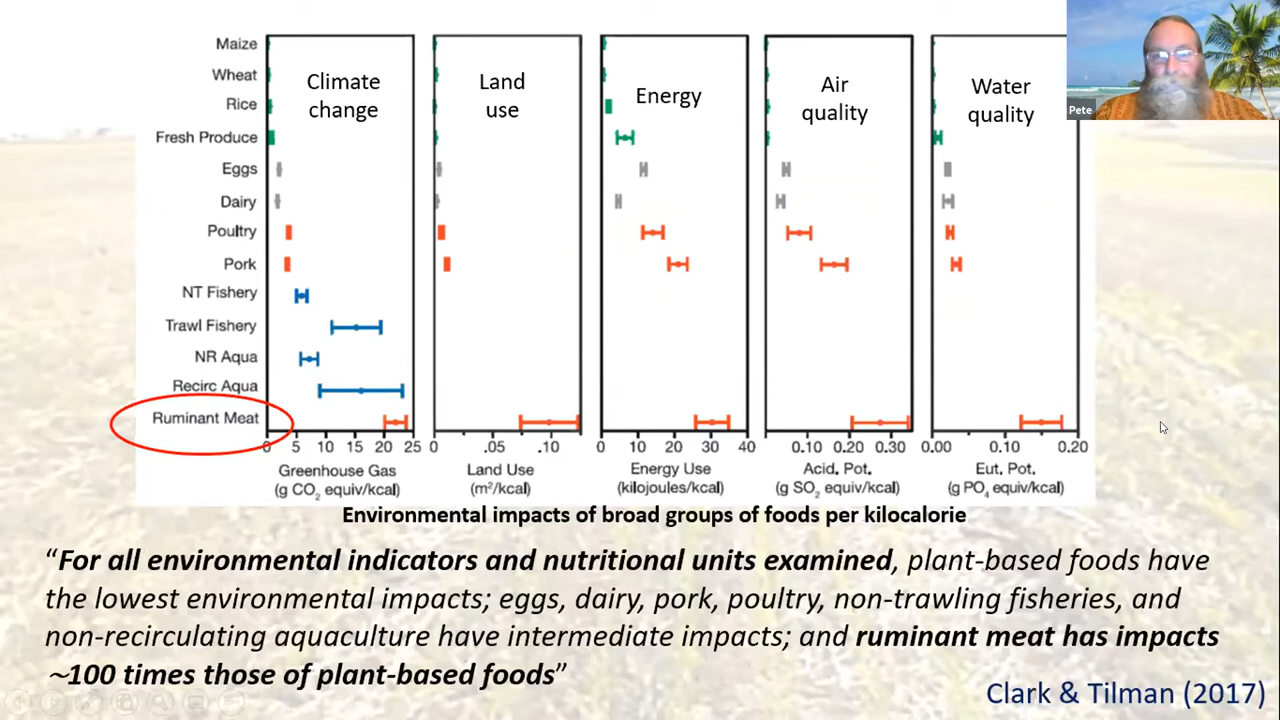 Pete
Climate
change
Land
use
Energy
Air
quality
Water
quality
Maize
Wheat
Rice
Fresh Produce
Eggs
Dairy
Poultry
Pork
NT Fishery
Trawl Fishery
NR Aqua
Recirc Aqua
Ruminant Meat
0 5 10 15 20 25
.05 .10
0 10 20 30 40
0.10 0.20 0.30
0.00 0.10 0.20
Greenhouse Gas
(g CO₂ equiv/kcal)
Land Use
(m²/kcal)
Energy Use
(kilojoules/kcal)
Acid. Pot.
(g SO₂ equiv/kcal)
Eut. Pot.
(g PO₄ equiv/kcal)
Environmental impacts of broad groups of foods per kilocalorie
“For all environmental indicators and nutritional units examined, plant-based foods have
the lowest environmental impacts; eggs, dairy, pork, poultry, non-trawling fisheries, and
non-recirculating aquaculture have intermediate impacts; and ruminant meat has impacts
~100 times those of plant-based foods”
Clark & Tilman (2017)